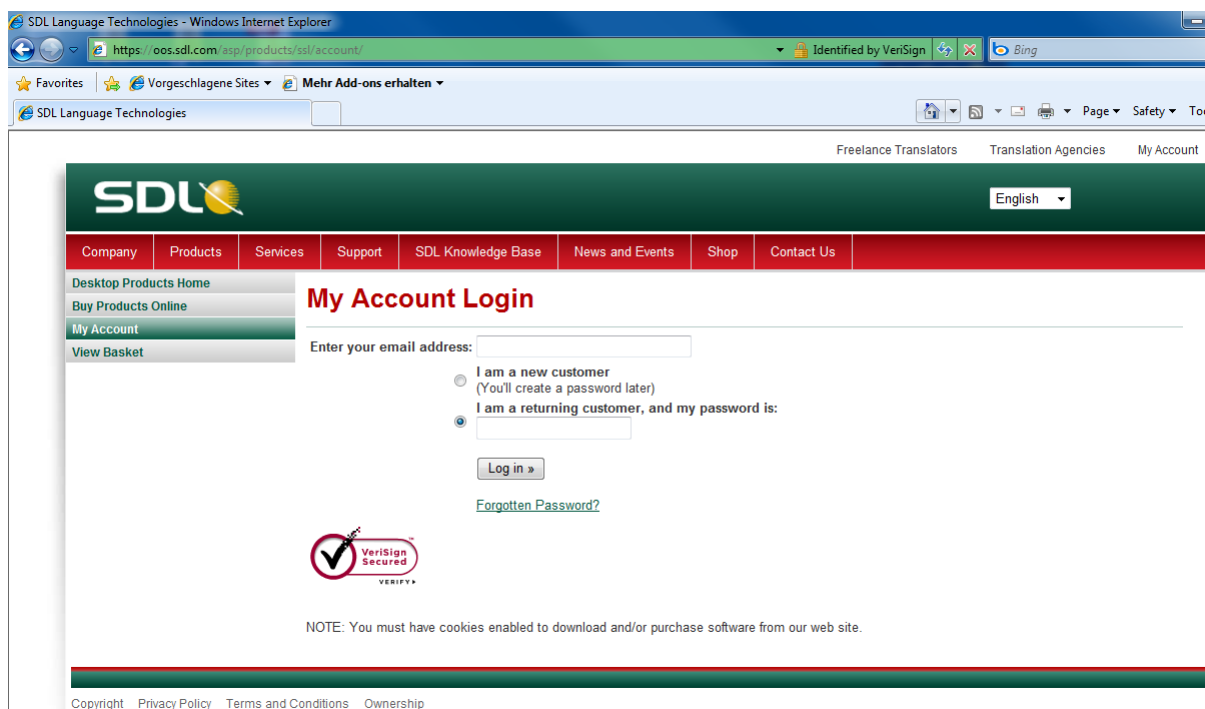 SDL Language Technologies - Windows Internet Explorer
https://oos.sdl.com/asp/products/ssl/account/ Identified by VeriSign Bing
Favorites Vorgeschlagene Sites Mehr Add-ons erhalten
SDL Language Technologies Page Safety
Freelance Translators Translation Agencies My Account
SDL English
Company Products Services Support SDL Knowledge Base News and Events Shop Contact Us
Desktop Products Home
Buy Products Online
My Account
View Basket
My Account Login
Enter your email address:
I am a new customer
(You'll create a password later)
I am a returning customer, and my password is:
Log in »
Forgotten Password?
VeriSign
Secured
VERIFY
NOTE: You must have cookies enabled to download and/or purchase software from our web site.
Copyright Privacy Policy Terms and Conditions Ownership